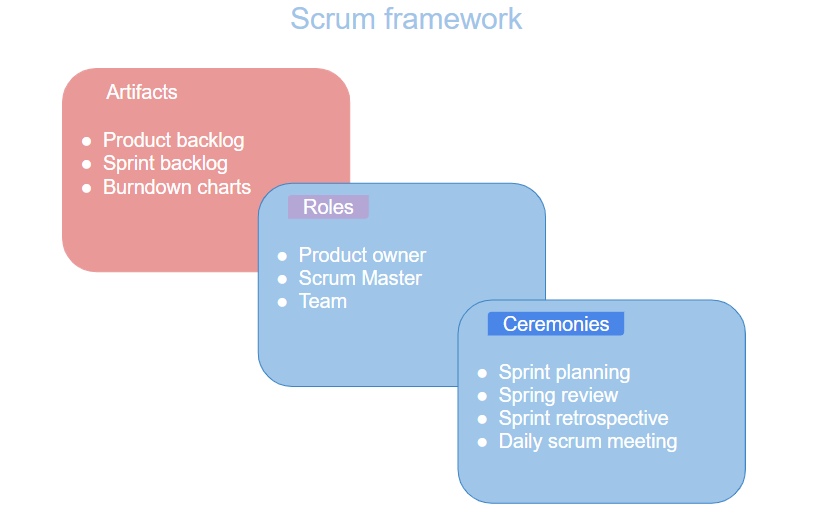 Scrum framework
Artifacts
● Product backlog
● Sprint backlog
● Burndown charts
Roles
● Product owner
● Scrum Master
● Team
Ceremonies
● Sprint planning
● Spring review
● Sprint retrospective
● Daily scrum meeting